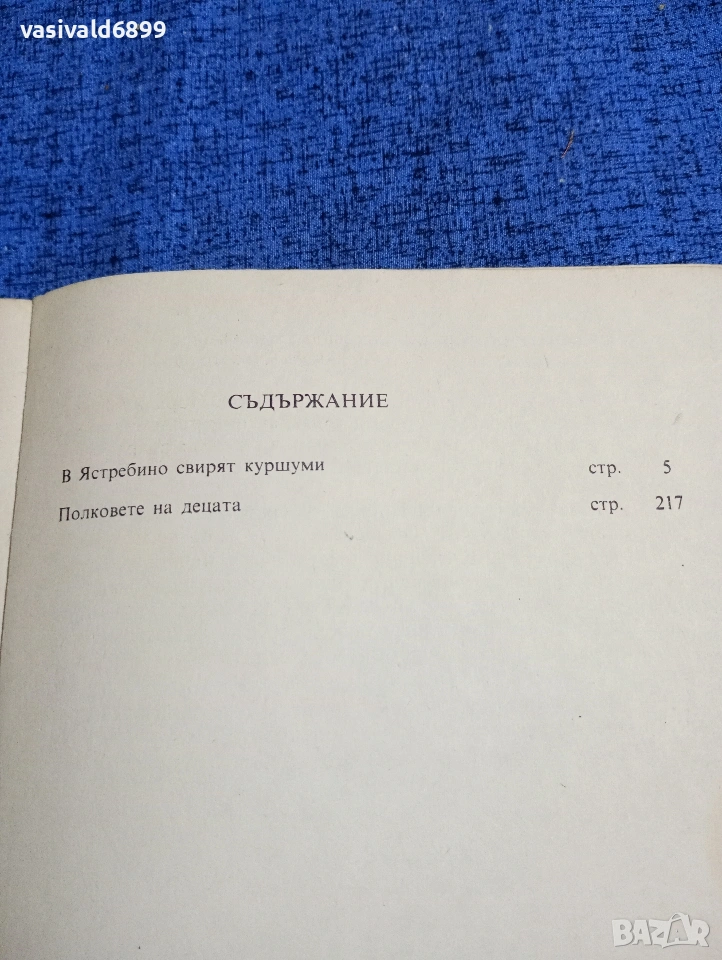 vasivald6899
СЪДЪРЖАНИЕ
В Ястребино свирят куршуми стр. 5
Полковете на децата стр. 217
BAZAR